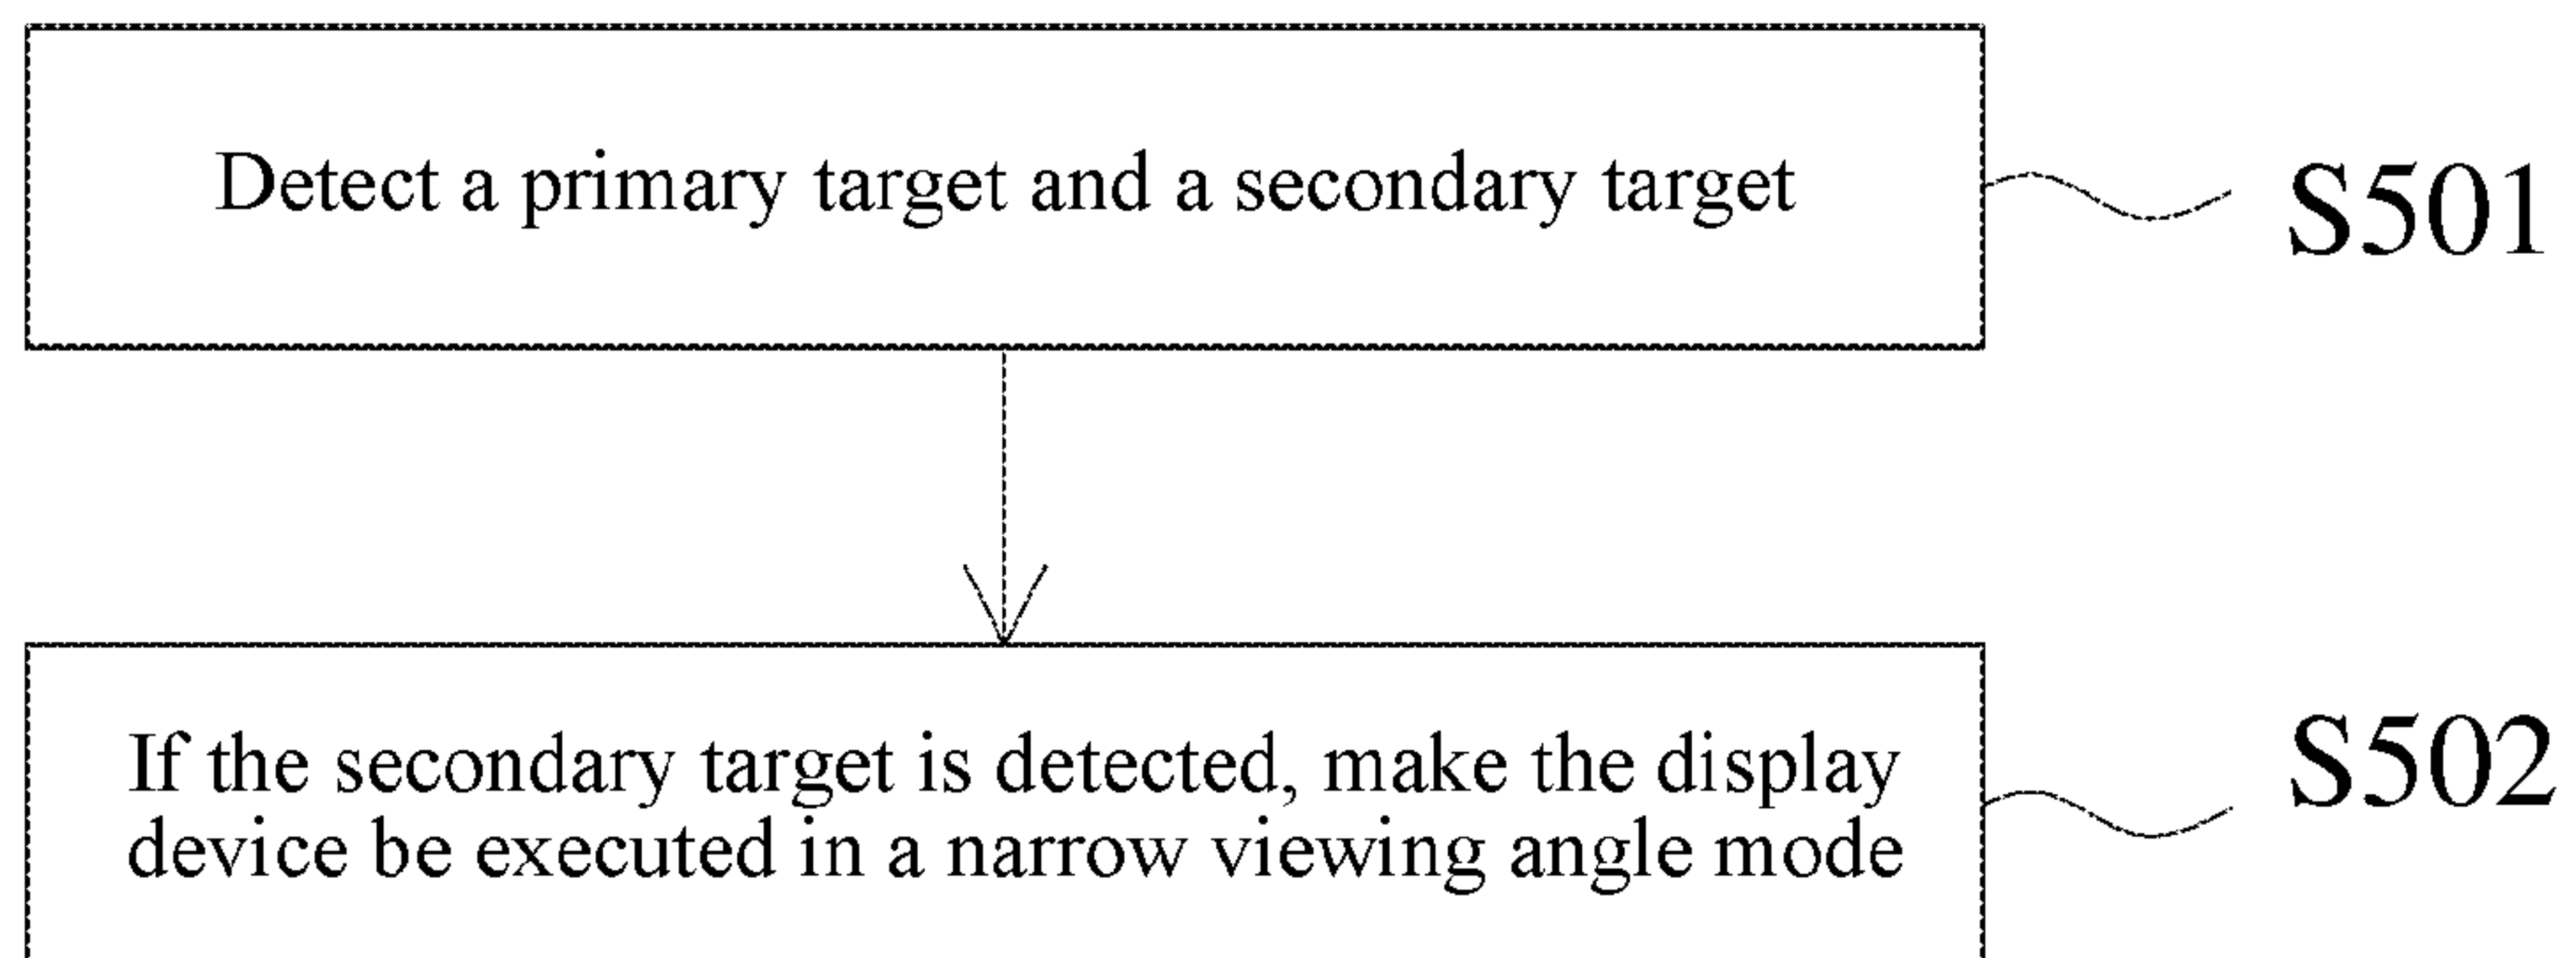 Detect a primary target and a secondary target
S501
If the secondary target is detected, make the display
device be executed in a narrow viewing angle mode
S502